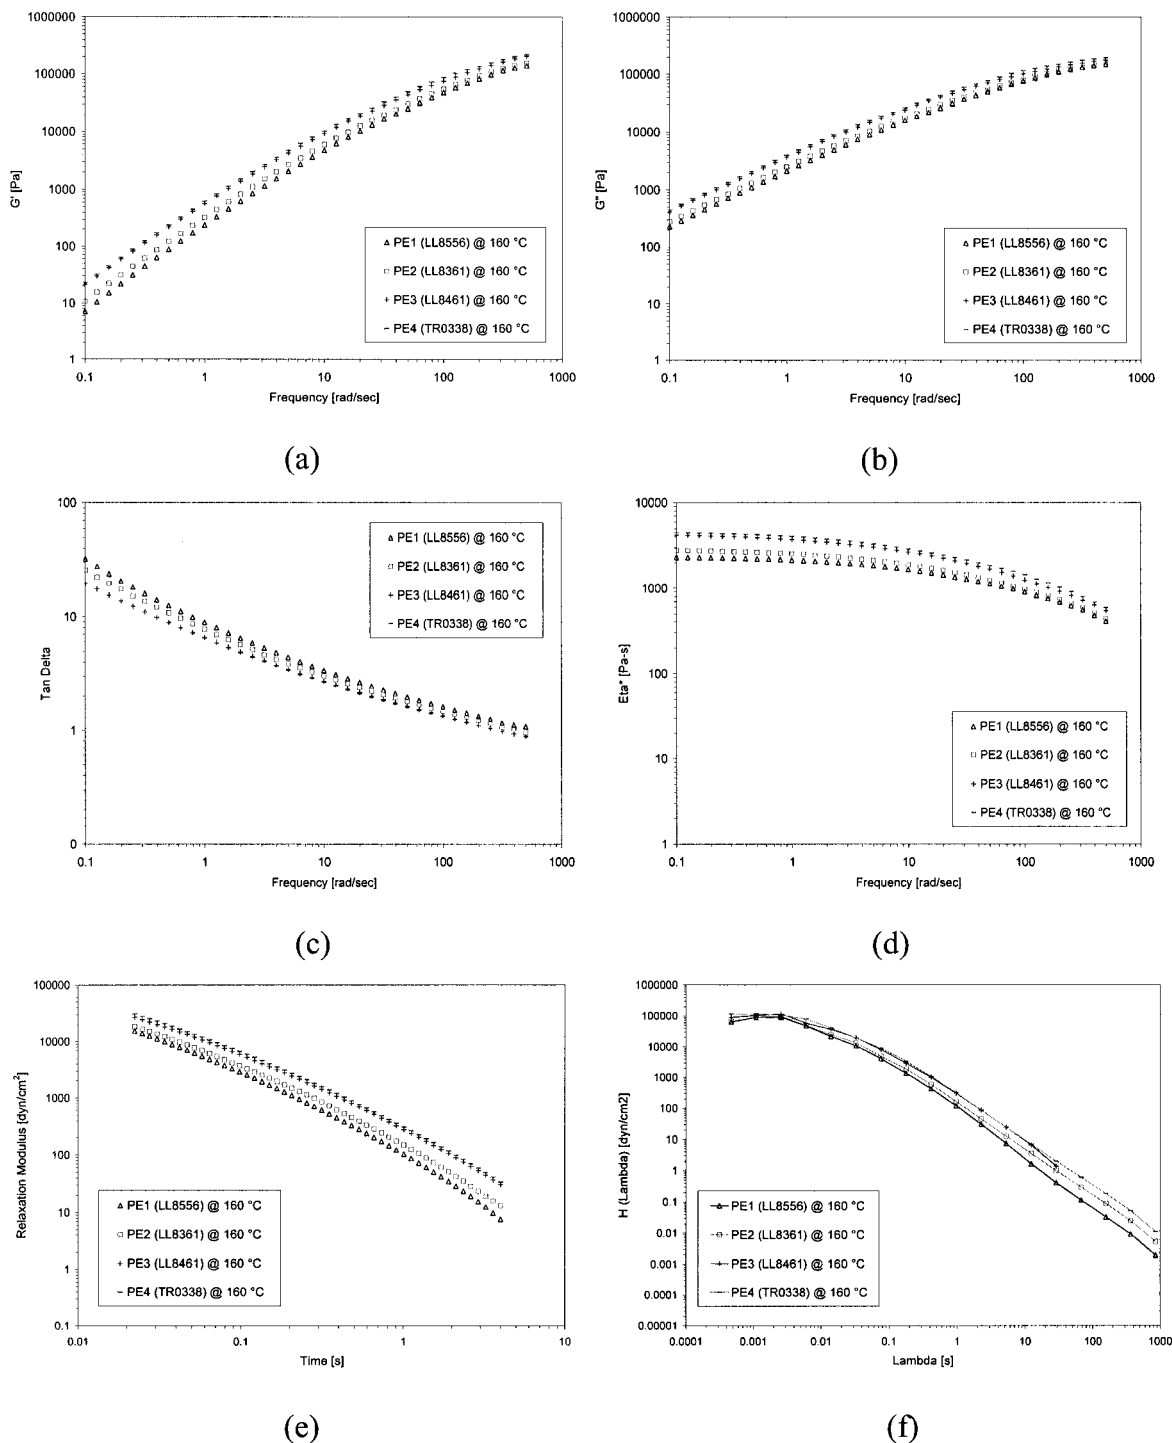 1000000
100000
10000
1000
100
10
1
G' [Pa]
0.1 1 10 100 1000
Frequency [rad/sec]
PE1 (LL8556) @ 160 °C
PE2 (LL8361) @ 160 °C
PE3 (LL8461) @ 160 °C
PE4 (TR0338) @ 160 °C
(a)
1000000
100000
10000
1000
100
10
1
G" [Pa]
0.1 1 10 100 1000
Frequency [rad/sec]
PE1 (LL8556) @ 160 °C
PE2 (LL8361) @ 160 °C
PE3 (LL8461) @ 160 °C
PE4 (TR0338) @ 160 °C
(b)
100
10
1
0
Tan Delta
0.1 1 10 100 1000
Frequency [rad/sec]
PE1 (LL8556) @ 160 °C
PE2 (LL8361) @ 160 °C
PE3 (LL8461) @ 160 °C
PE4 (TR0338) @ 160 °C
(c)
10000
1000
100
10
1
Eta* [Pa-s]
0.1 1 10 100 1000
Frequency [rad/sec]
PE1 (LL8556) @ 160 °C
PE2 (LL8361) @ 160 °C
PE3 (LL8461) @ 160 °C
PE4 (TR0338) @ 160 °C
(d)
100000
10000
1000
100
10
1
0.1
Relaxation Modulus [dyn/cm²]
0.01 0.1 1 10
Time [s]
PE1 (LL8556) @ 160 °C
PE2 (LL8361) @ 160 °C
PE3 (LL8461) @ 160 °C
PE4 (TR0338) @ 160 °C
(e)
1000000
100000
10000
1000
100
10
1
0.1
0.01
0.001
0.0001
0.00001
H (Lambda) [dyn/cm2]
0.0001 0.001 0.01 0.1 1 10 100 1000
Lambda [s]
PE1 (LL8556) @ 160 °C
PE2 (LL8361) @ 160 °C
PE3 (LL8461) @ 160 °C
PE4 (TR0338) @ 160 °C
(f)